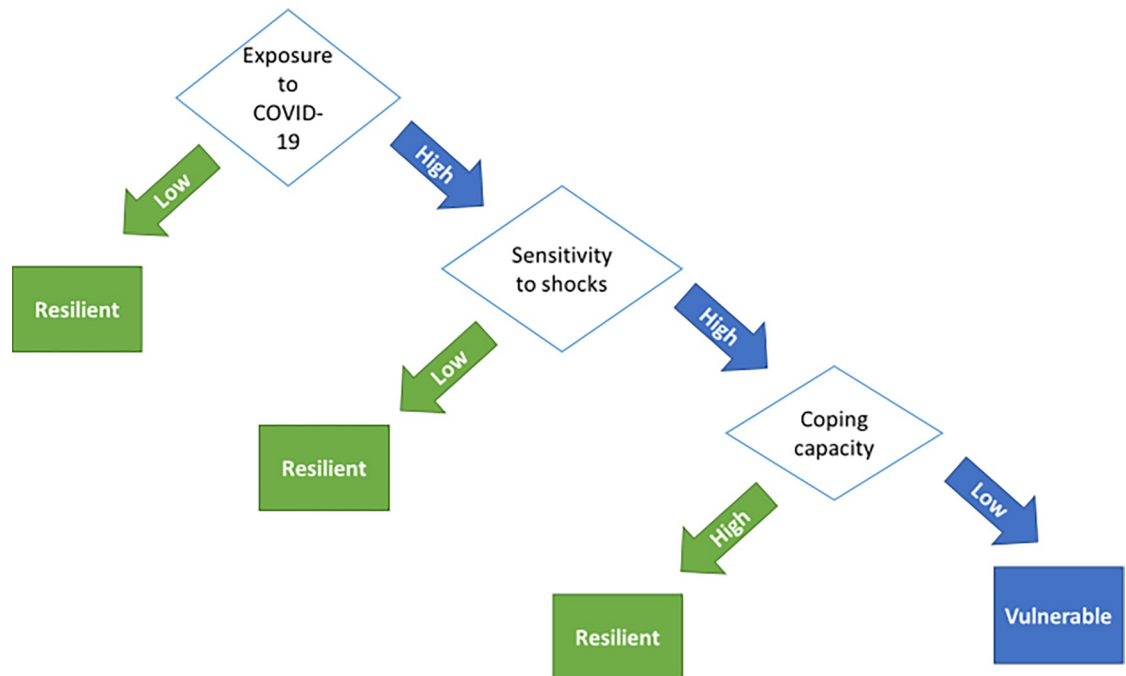 Exposure
to
COVID-
19
Low
High
Resilient
Sensitivity
to shocks
Low
High
Resilient
Coping
capacity
High
Low
Resilient
Vulnerable